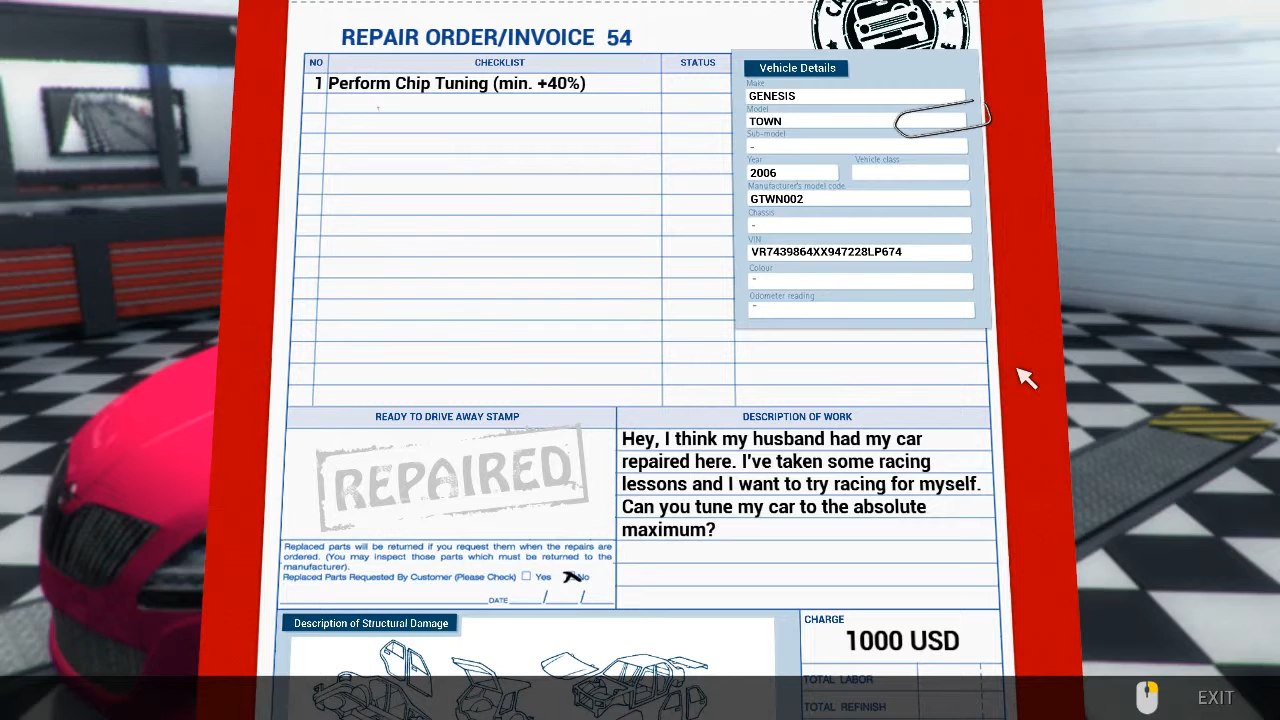 REPAIR ORDER/INVOICE 54
NO CHECKLIST STATUS
1 Perform Chip Tuning (min. +40%)
Vehicle Details
Make
GENESIS
Model
TOWN
Sub-model
-
Year Vehicle class
2006
Manufacturer's model code
GTWN002
Chassis
-
VIN
VR7439864XX947228LP674
Colour
-
Odometer reading
-
READY TO DRIVE AWAY STAMP
REPAIRED
DESCRIPTION OF WORK
Hey, I think my husband had my car
repaired here. I've taken some racing
lessons and I want to try racing for myself.
Can you tune my car to the absolute
maximum?
Replaced parts will be returned if you request them when the repairs are
ordered. (You may inspect those parts which must be returned to the
manufacturer).
Replaced Parts Requested By Customer (Please Check) Yes No
DATE / /
Description of Structural Damage
CHARGE
1000 USD
TOTAL LABOR
TOTAL REFINISH
EXIT